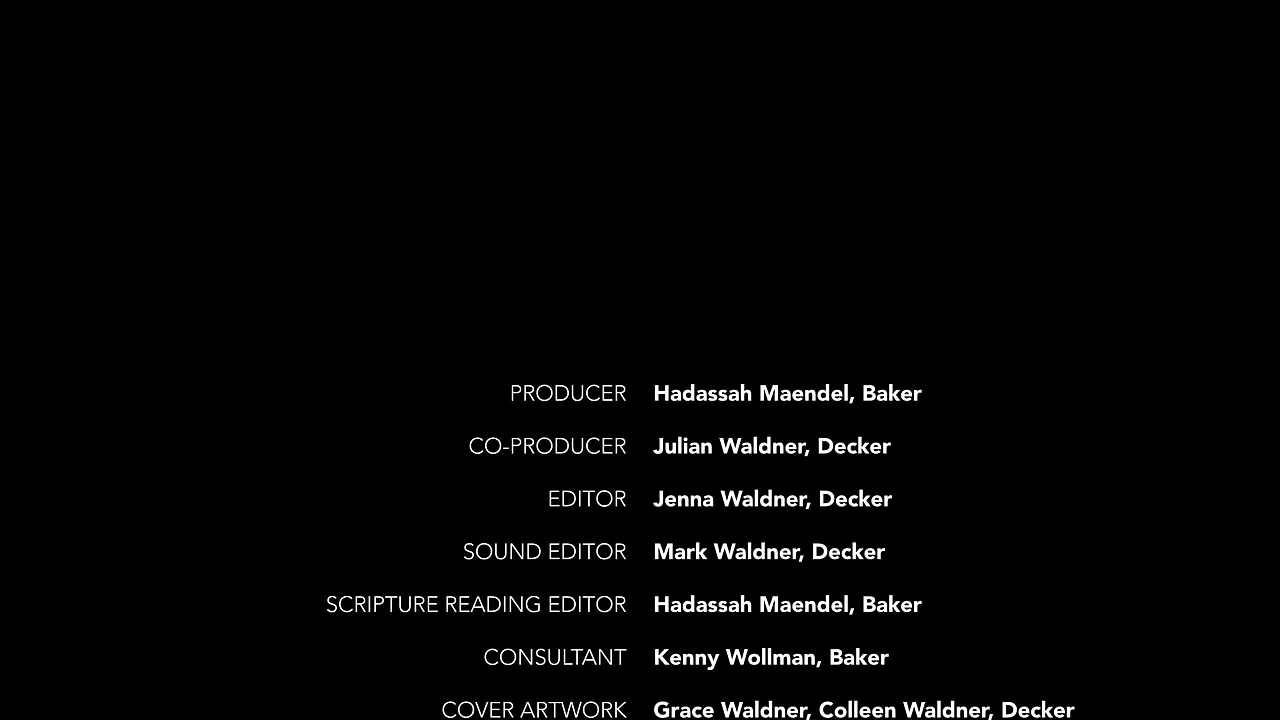 PRODUCER Hadassah Maendel, Baker
CO-PRODUCER Julian Waldner, Decker
EDITOR Jenna Waldner, Decker
SOUND EDITOR Mark Waldner, Decker
SCRIPTURE READING EDITOR Hadassah Maendel, Baker
CONSULTANT Kenny Wollman, Baker
COVER ARTWORK Grace Waldner, Colleen Waldner, Decker